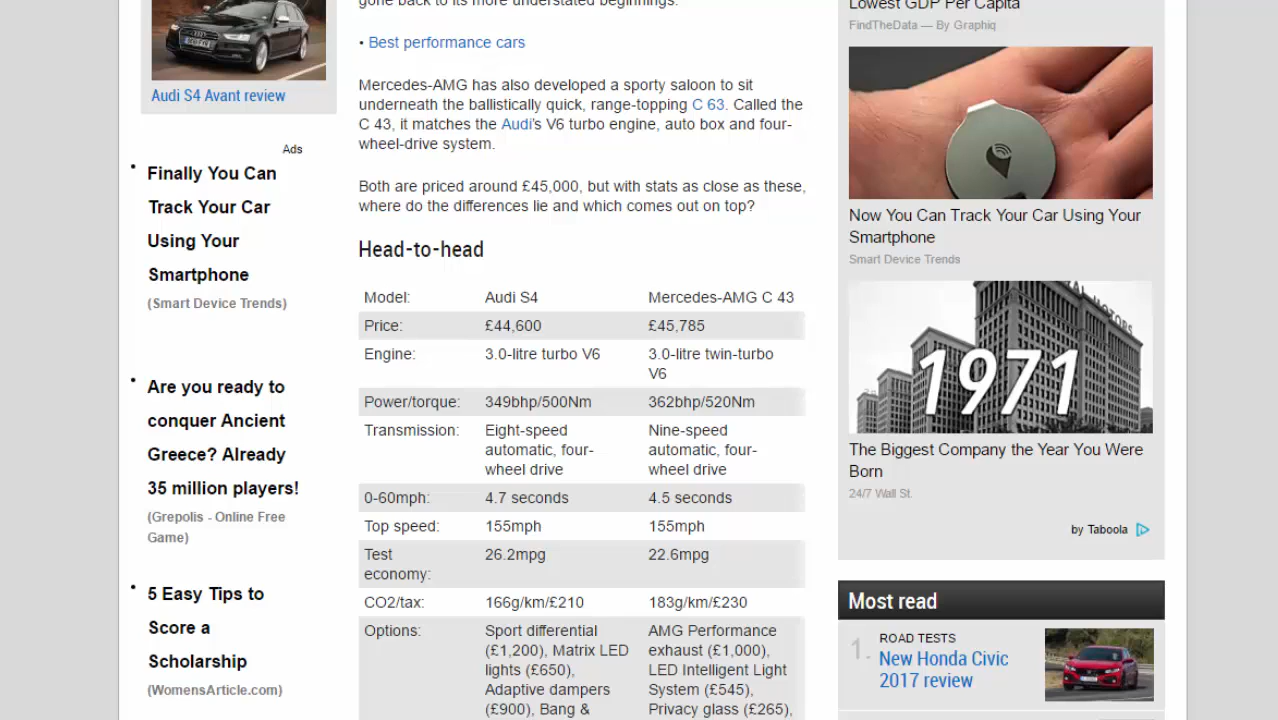 gone back to its more understated beginnings.
• Best performance cars
Mercedes-AMG has also developed a sporty saloon to sit
underneath the ballistically quick, range-topping C 63. Called the
C 43, it matches the Audi's V6 turbo engine, auto box and four-
wheel-drive system.
Both are priced around £45,000, but with stats as close as these,
where do the differences lie and which comes out on top?
Head-to-head
Model: Audi S4 Mercedes-AMG C 43
Price: £44,600 £45,785
Engine: 3.0-litre turbo V6 3.0-litre twin-turbo
V6
Power/torque: 349bhp/500Nm 362bhp/520Nm
Transmission: Eight-speed Nine-speed
automatic, four- automatic, four-
wheel drive wheel drive
0-60mph: 4.7 seconds 4.5 seconds
Top speed: 155mph 155mph
Test 26.2mpg 22.6mpg
economy:
CO2/tax: 166g/km/£210 183g/km/£230
Options: Sport differential AMG Performance
(£1,200), Matrix LED exhaust (£1,000),
lights (£650), LED Intelligent Light
Adaptive dampers System (£545),
(£900), Bang & Privacy glass (£265),
Audi S4 Avant review
Ads
• Finally You Can
Track Your Car
Using Your
Smartphone
(Smart Device Trends)
• Are you ready to
conquer Ancient
Greece? Already
35 million players!
(Grepolis - Online Free
Game)
• 5 Easy Tips to
Score a
Scholarship
(WomensArticle.com)
Lowest GDP Per Capita
FindTheData — By Graphiq
Now You Can Track Your Car Using Your
Smartphone
Smart Device Trends
MOTORS
1971
The Biggest Company the Year You Were
Born
24/7 Wall St.
by Taboola
Most read
1. ROAD TESTS
New Honda Civic
2017 review